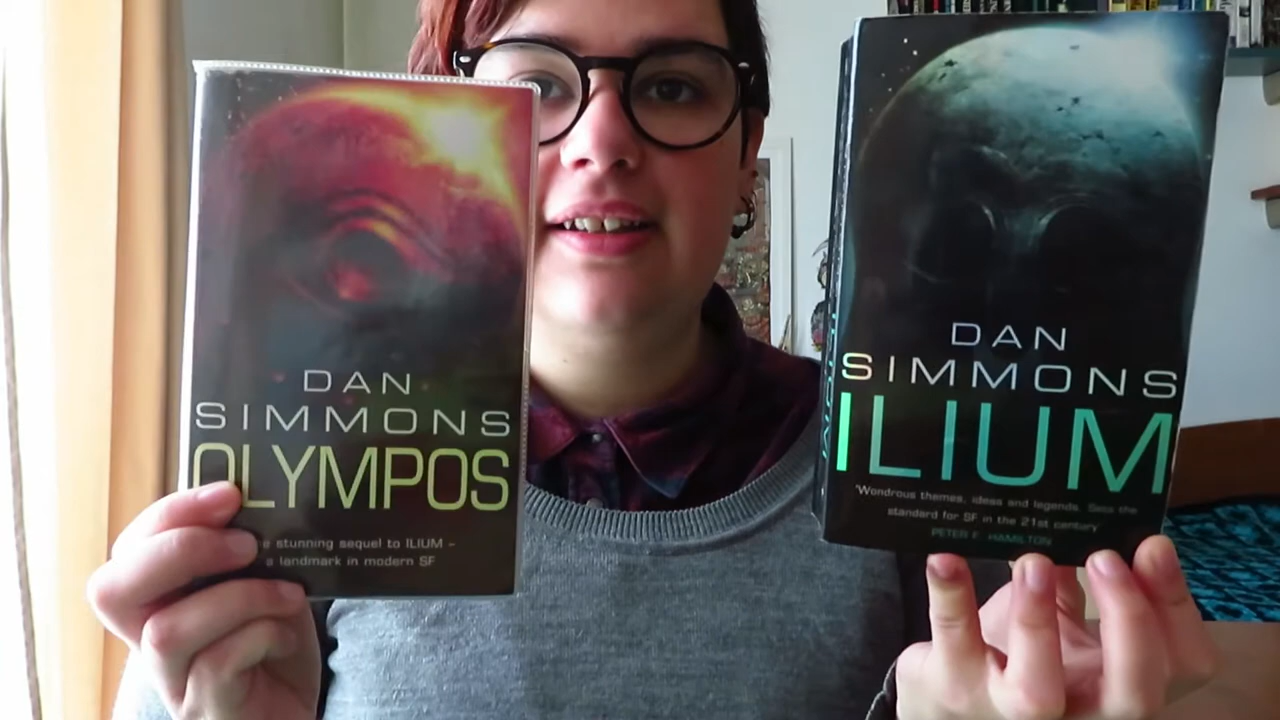 DAN
SIMMONS
OLYMPOS
e stunning sequel to ILIUM –
a landmark in modern SF
DAN
SIMMONS
ILIUM
'Wondrous themes, ideas and legends. Sets the
standard for SF in the 21st century'
PETER F. HAMILTON